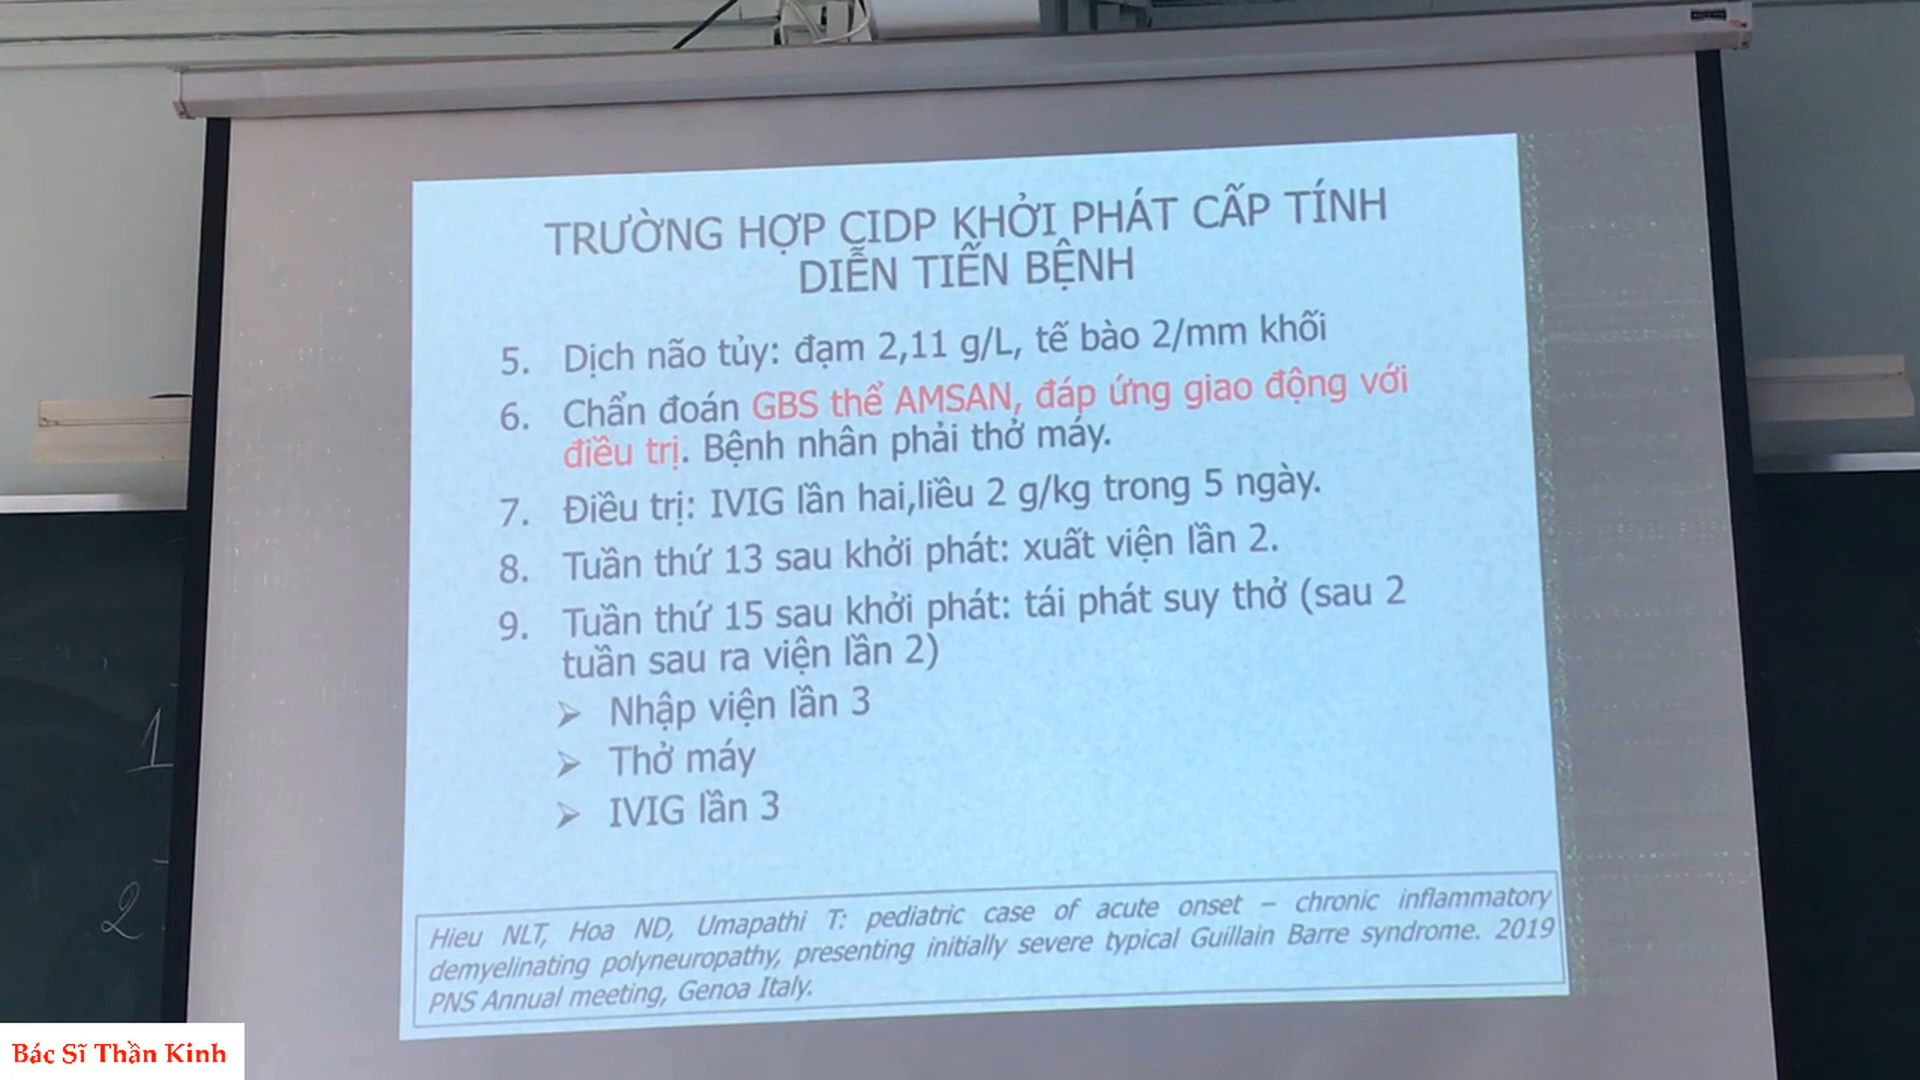 TRƯỜNG HỢP CIDP KHỞI PHÁT CẤP TÍNH
DIỄN TIẾN BỆNH
5. Dịch não tủy: đạm 2,11 g/L, tế bào 2/mm khối
6. Chẩn đoán GBS thể AMSAN, đáp ứng giao động với
điều trị. Bệnh nhân phải thở máy.
7. Điều trị: IVIG lần hai,liều 2 g/kg trong 5 ngày.
8. Tuần thứ 13 sau khởi phát: xuất viện lần 2.
9. Tuần thứ 15 sau khởi phát: tái phát suy thở (sau 2
tuần sau ra viện lần 2)
➢ Nhập viện lần 3
➢ Thở máy
➢ IVIG lần 3
Hieu NLT, Hoa ND, Umapathi T: pediatric case of acute onset – chronic inflammatory
demyelinating polyneuropathy, presenting initially severe typical Guillain Barre syndrome. 2019
PNS Annual meeting, Genoa Italy.
1
2
Bác Sĩ Thần Kinh